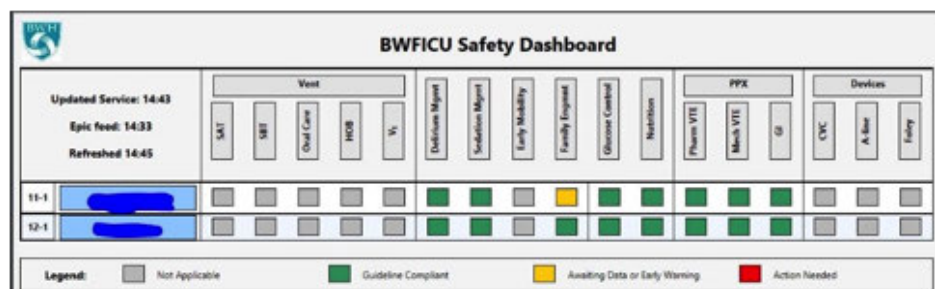 BWFICU Safety Dashboard
Updated Service: 14:43
Epic feed: 14:33
Refreshed 14:45
Vent
PPX
Devices
SAT
SBT
Oral Care
HOB
Delirium Mgmt
Sedation Mgmt
Early Mobility
Family Engmnt
Glucose Control
Nutrition
Pharm VTE
Mech VTE
GI
CVC
A-line
Foley
11-1
12-1
Legend: Not Applicable Guideline Compliant Awaiting Data or Early Warning Action Needed